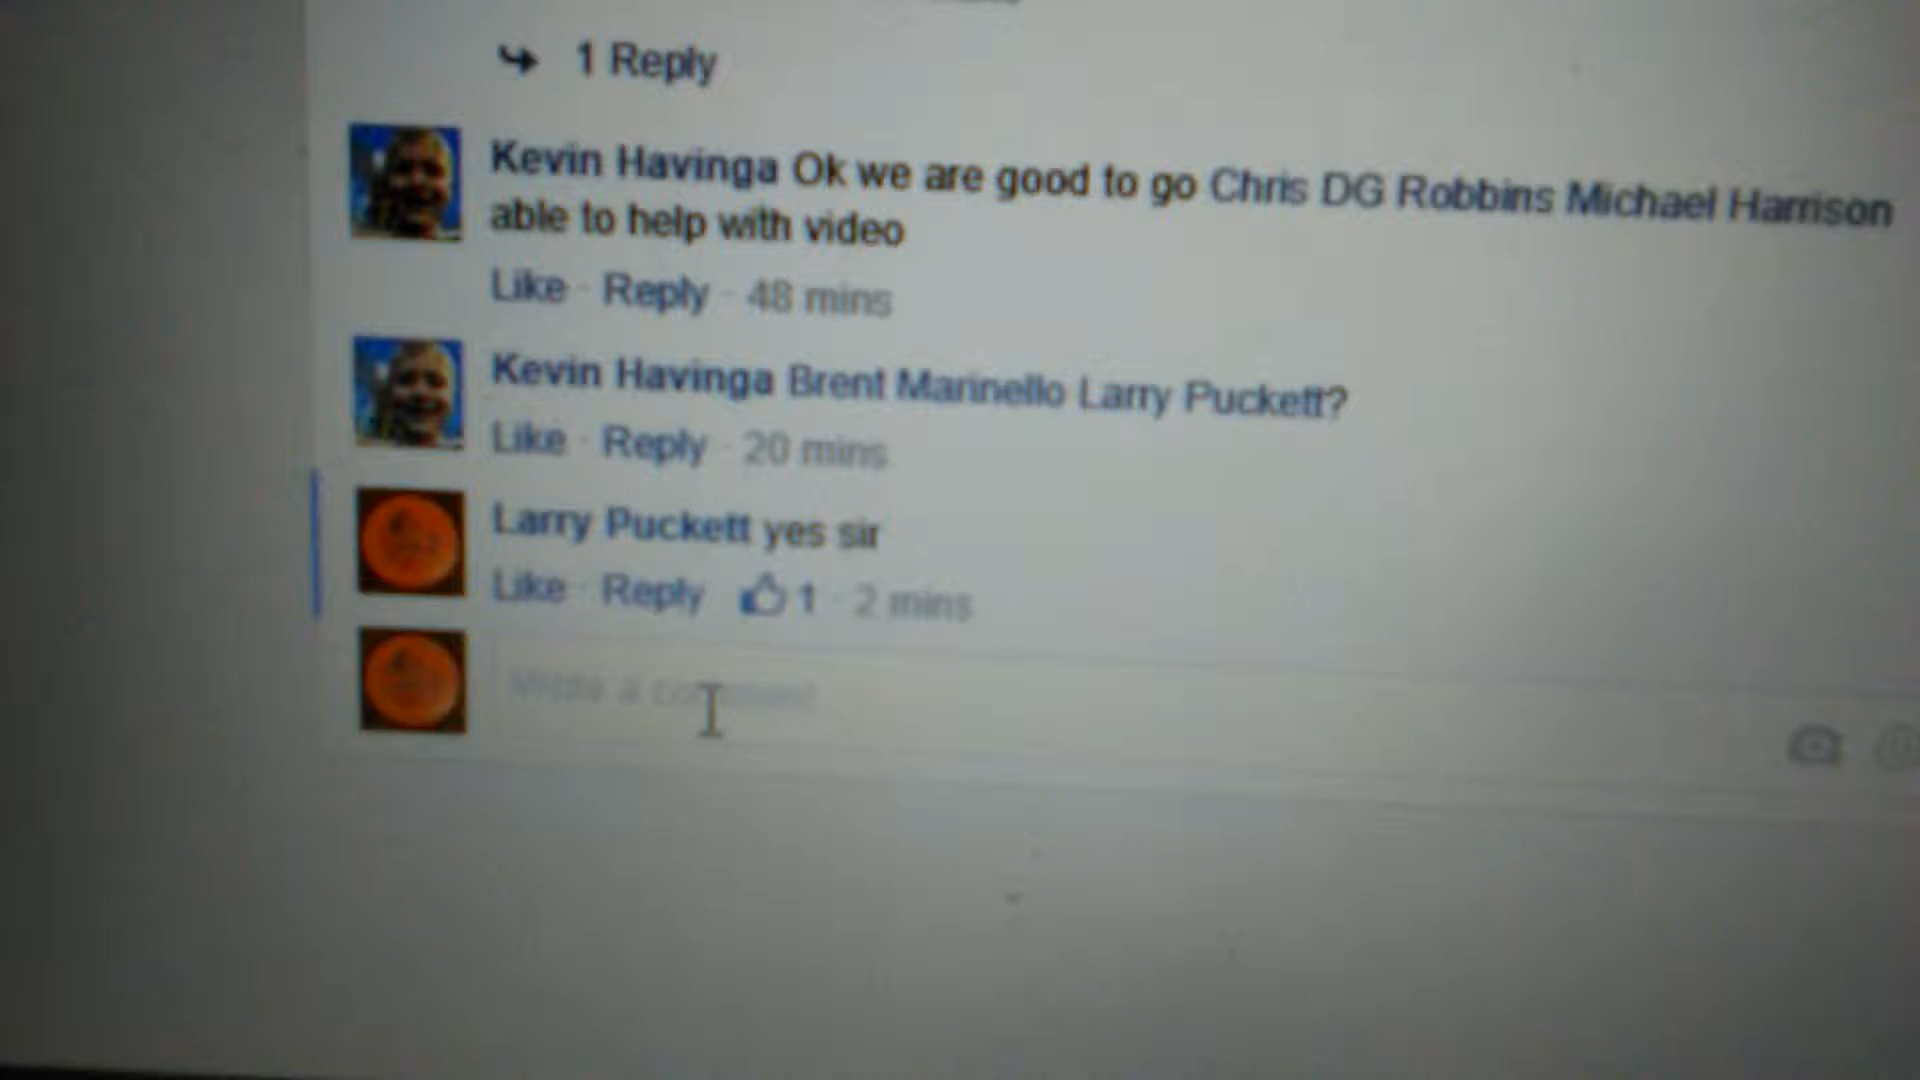 1 Reply
Kevin Havinga Ok we are good to go Chris DG Robbins Michael Harrison
able to help with video
Like · Reply · 48 mins
Kevin Havinga Brent Marinello Larry Puckett?
Like · Reply · 20 mins
Larry Puckett yes sir
Like · Reply · 1 · 2 mins
Write a comment